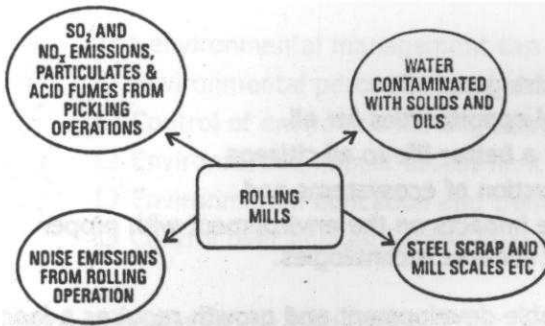 SO₂ AND
NOₓ EMISSIONS,
PARTICULATES &
ACID FUMES FROM
PICKLING
OPERATIONS
WATER
CONTAMINATED
WITH SOLIDS AND
OILS
ROLLING
MILLS
NOISE EMISSIONS
FROM ROLLING
OPERATION
STEEL SCRAP AND
MILL SCALES ETC